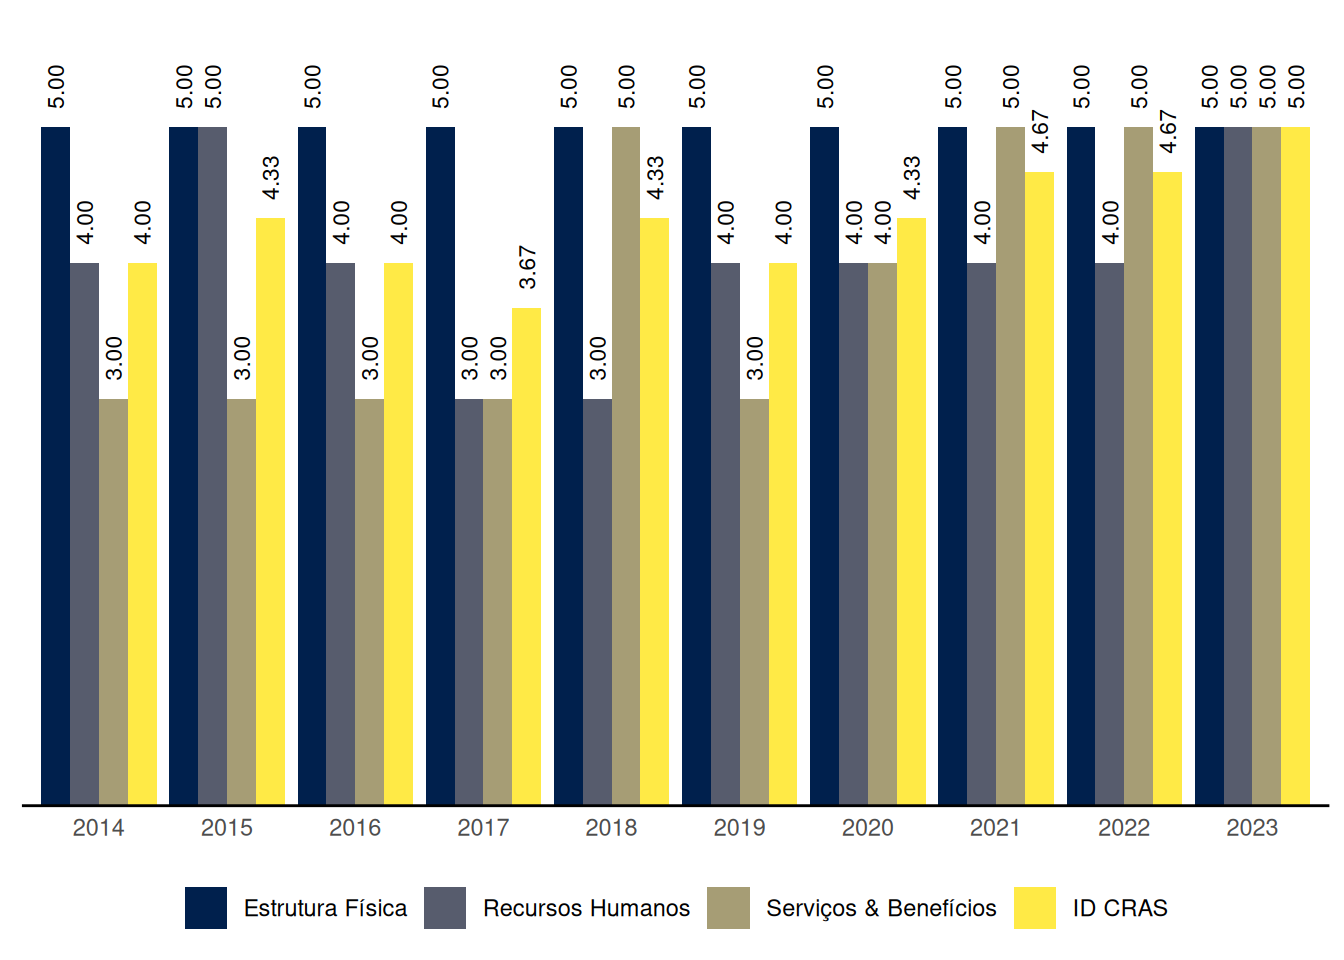 5.00 4.00 3.00 4.00 5.00 5.00 3.00 4.33 5.00 4.00 3.00 4.00 5.00 3.00 3.00 3.67 5.00 3.00 5.00 4.33 5.00 4.00 3.00 4.00 5.00 4.00 4.00 4.33 5.00 4.00 5.00 4.67 5.00 4.00 5.00 4.67 5.00 5.00 5.00 5.00
2014 2015 2016 2017 2018 2019 2020 2021 2022 2023
Estrutura Física Recursos Humanos Serviços & Benefícios ID CRAS